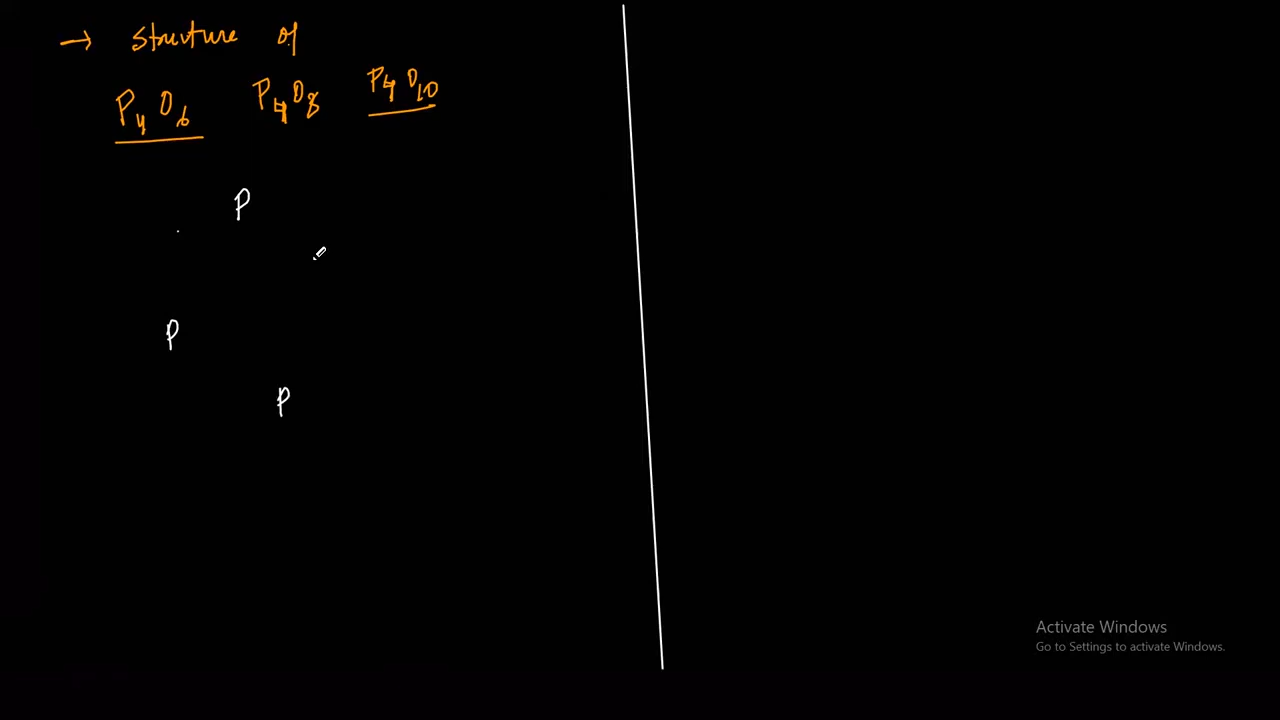 → structure of
P4O6 P4O8 P4O10
P
P
P
Activate Windows
Go to Settings to activate Windows.